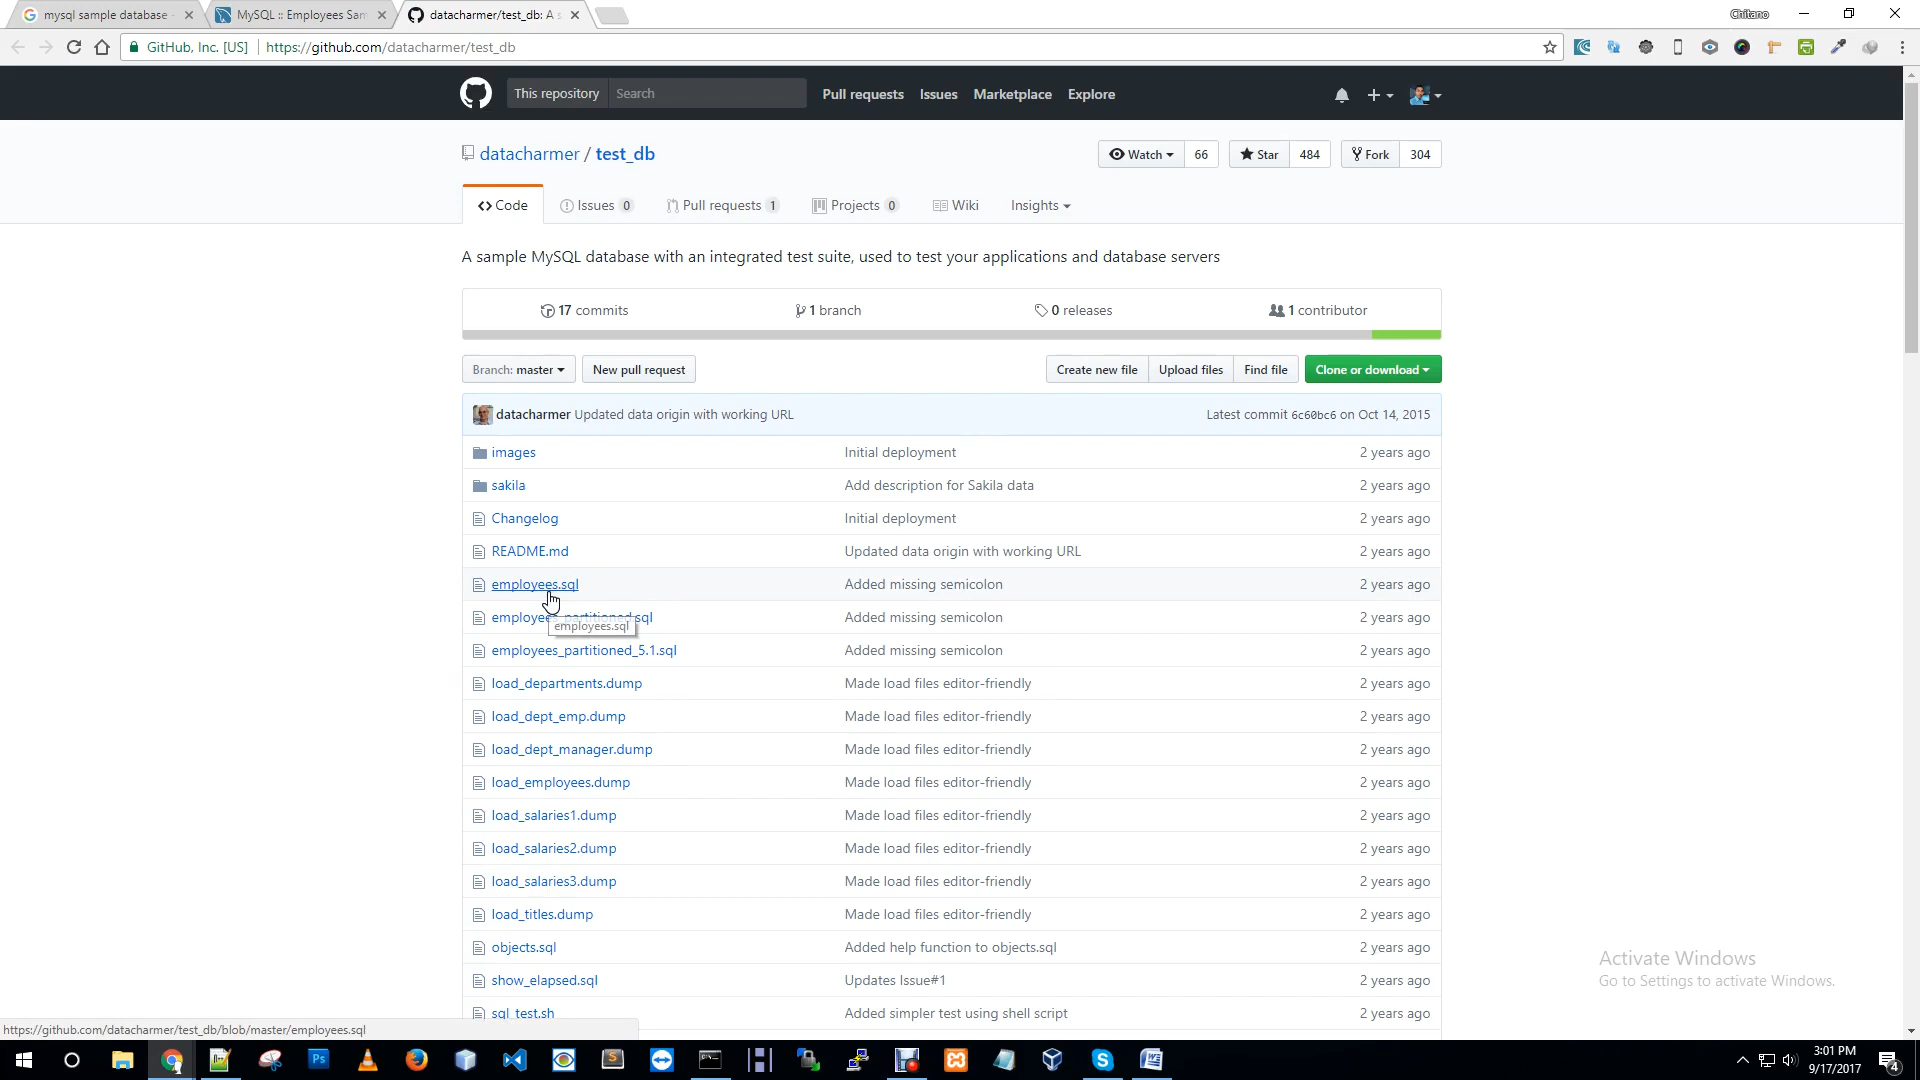 mysql sample database -
MySQL :: Employees Sam
datacharmer/test_db: A s
Chitano
GitHub, Inc. [US]
https://github.com/datacharmer/test_db
This repository
Search
Pull requests
Issues
Marketplace
Explore
datacharmer / test_db
Watch
66
Star
484
Fork
304
<> Code
Issues 0
Pull requests 1
Projects 0
Wiki
Insights
A sample MySQL database with an integrated test suite, used to test your applications and database servers
17 commits
1 branch
0 releases
1 contributor
Branch: master
New pull request
Create new file
Upload files
Find file
Clone or download
datacharmer Updated data origin with working URL
Latest commit 6c60bc6 on Oct 14, 2015
images
Initial deployment
2 years ago
sakila
Add description for Sakila data
2 years ago
Changelog
Initial deployment
2 years ago
README.md
Updated data origin with working URL
2 years ago
employees.sql
Added missing semicolon
2 years ago
employees_partitioned.sql
Added missing semicolon
2 years ago
employees.sql
employees_partitioned_5.1.sql
Added missing semicolon
2 years ago
load_departments.dump
Made load files editor-friendly
2 years ago
load_dept_emp.dump
Made load files editor-friendly
2 years ago
load_dept_manager.dump
Made load files editor-friendly
2 years ago
load_employees.dump
Made load files editor-friendly
2 years ago
load_salaries1.dump
Made load files editor-friendly
2 years ago
load_salaries2.dump
Made load files editor-friendly
2 years ago
load_salaries3.dump
Made load files editor-friendly
2 years ago
load_titles.dump
Made load files editor-friendly
2 years ago
objects.sql
Added help function to objects.sql
2 years ago
show_elapsed.sql
Updates Issue#1
2 years ago
sql_test.sh
Added simpler test using shell script
2 years ago
Activate Windows
Go to Settings to activate Windows.
https://github.com/datacharmer/test_db/blob/master/employees.sql
3:01 PM
9/17/2017
4